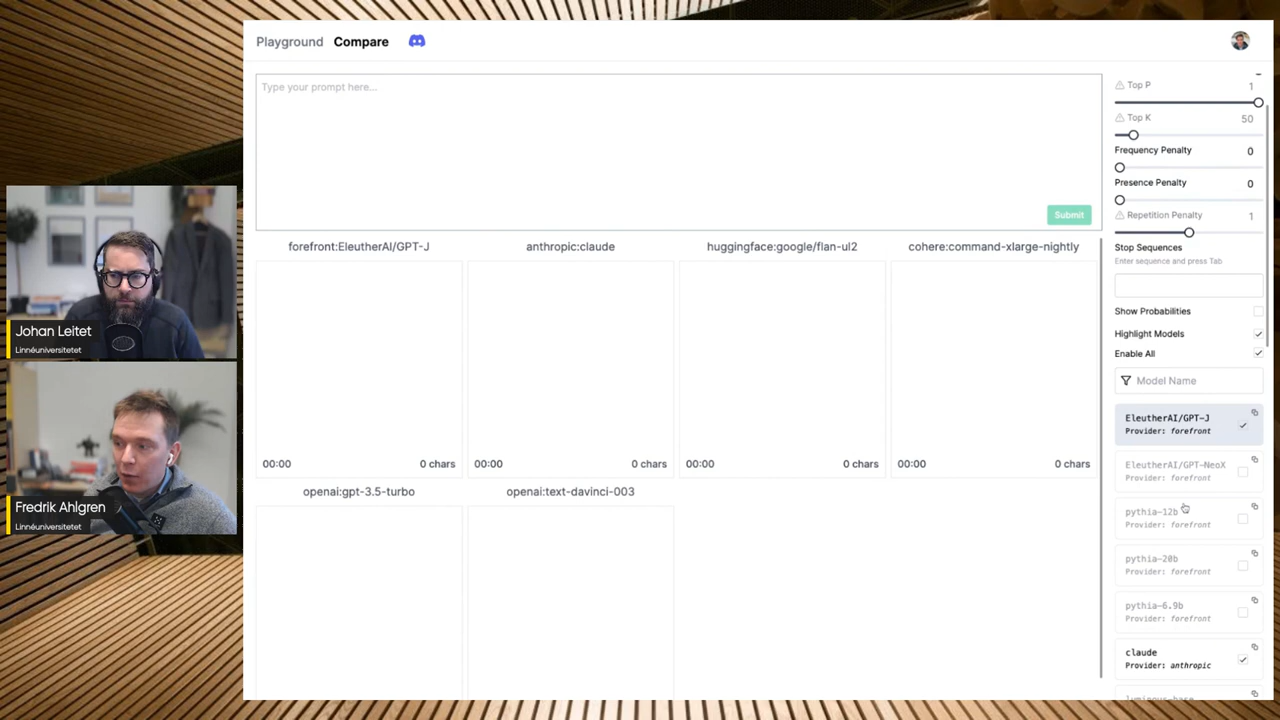 Playground Compare
Type your prompt here...
Submit
forefront:EleutherAI/GPT-J
anthropic:claude
huggingface:google/flan-ul2
cohere:command-xlarge-nightly
00:00 0 chars
00:00 0 chars
00:00 0 chars
00:00 0 chars
openai:gpt-3.5-turbo
openai:text-davinci-003
Top P 1
Top K 50
Frequency Penalty 0
Presence Penalty 0
Repetition Penalty 1
Stop Sequences
Enter sequence and press Tab
Show Probabilities
Highlight Models
Enable All
Model Name
EleutherAI/GPT-J
Provider: forefront
EleutherAI/GPT-NeoX
Provider: forefront
pythia-12b
Provider: forefront
pythia-20b
Provider: forefront
pythia-6.9b
Provider: forefront
claude
Provider: anthropic
luminous-base
Johan Leitet
Linnéuniversitetet
Fredrik Ahlgren
Linnéuniversitetet